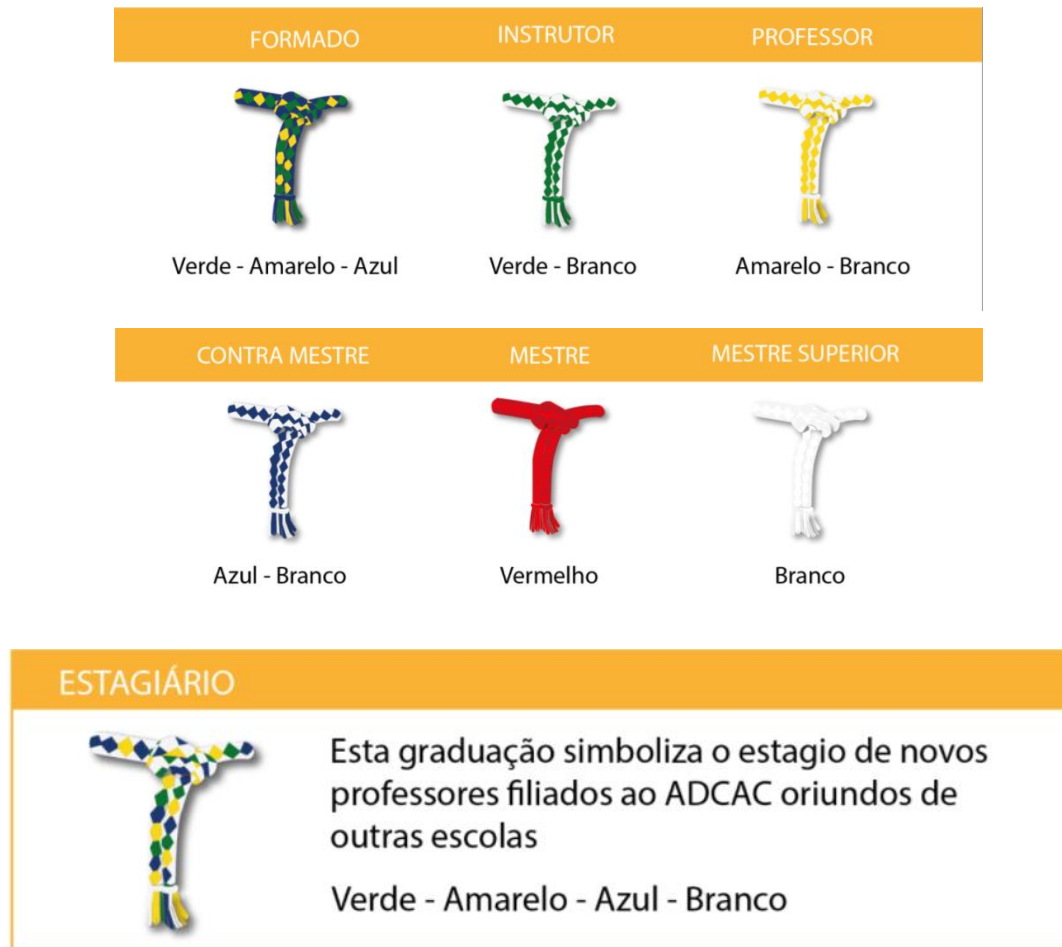 FORMADO INSTRUTOR PROFESSOR
Verde - Amarelo - Azul Verde - Branco Amarelo - Branco
CONTRA MESTRE MESTRE MESTRE SUPERIOR
Azul - Branco Vermelho Branco
ESTAGIÁRIO
Esta graduação simboliza o estagio de novos
professores filiados ao ADCAC oriundos de
outras escolas
Verde - Amarelo - Azul - Branco